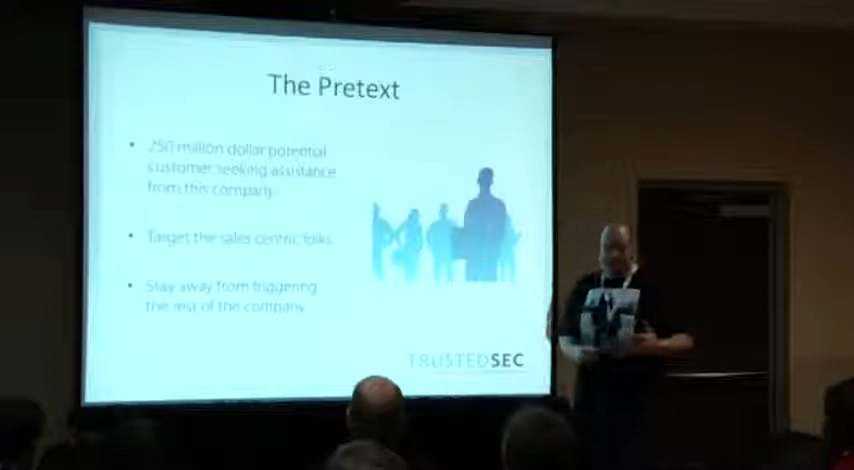 The Pretext
• 250 million dollar potential
customer seeking assistance
from this company.
• Target the sales centric folks.
• Stay away from triggering
the rest of the company.
TRUSTEDSEC